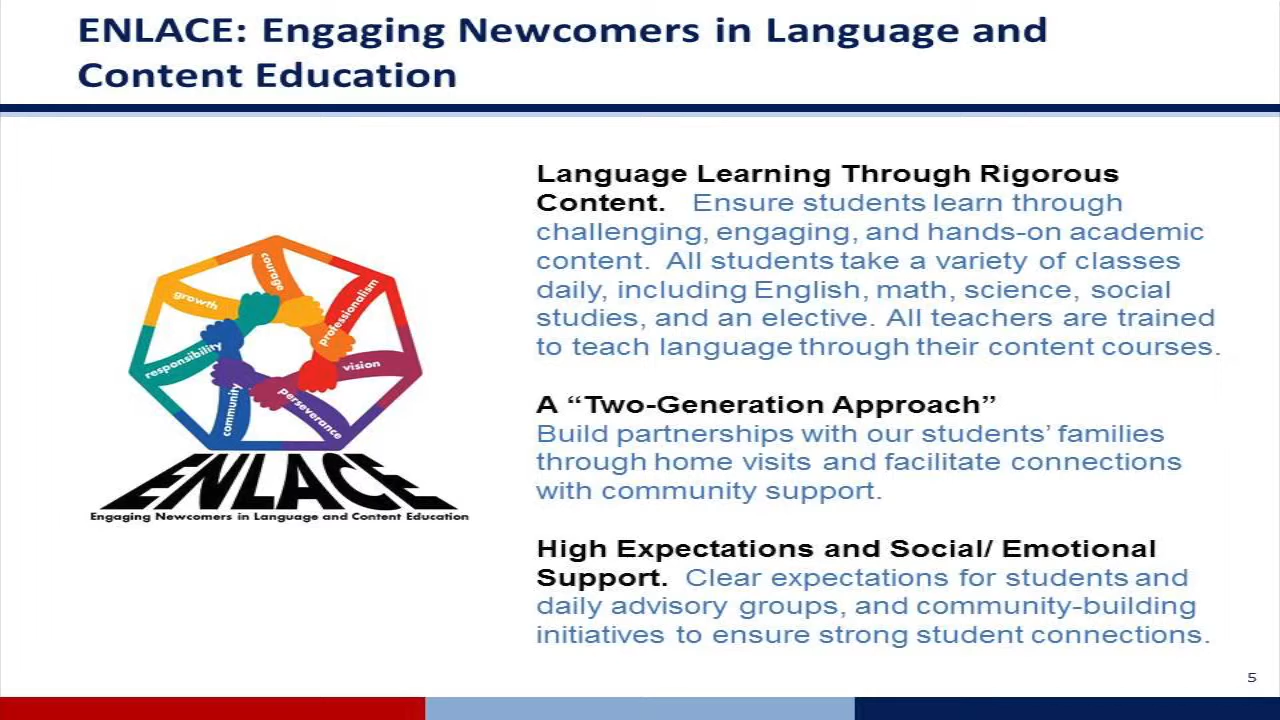 ENLACE: Engaging Newcomers in Language and
Content Education
courage
growth
professionalism
responsibility
vision
community
perseverance
ENLACE
Engaging Newcomers in Language and Content Education
Language Learning Through Rigorous
Content. Ensure students learn through
challenging, engaging, and hands-on academic
content. All students take a variety of classes
daily, including English, math, science, social
studies, and an elective. All teachers are trained
to teach language through their content courses.
A “Two-Generation Approach”
Build partnerships with our students’ families
through home visits and facilitate connections
with community support.
High Expectations and Social/ Emotional
Support. Clear expectations for students and
daily advisory groups, and community-building
initiatives to ensure strong student connections.
5